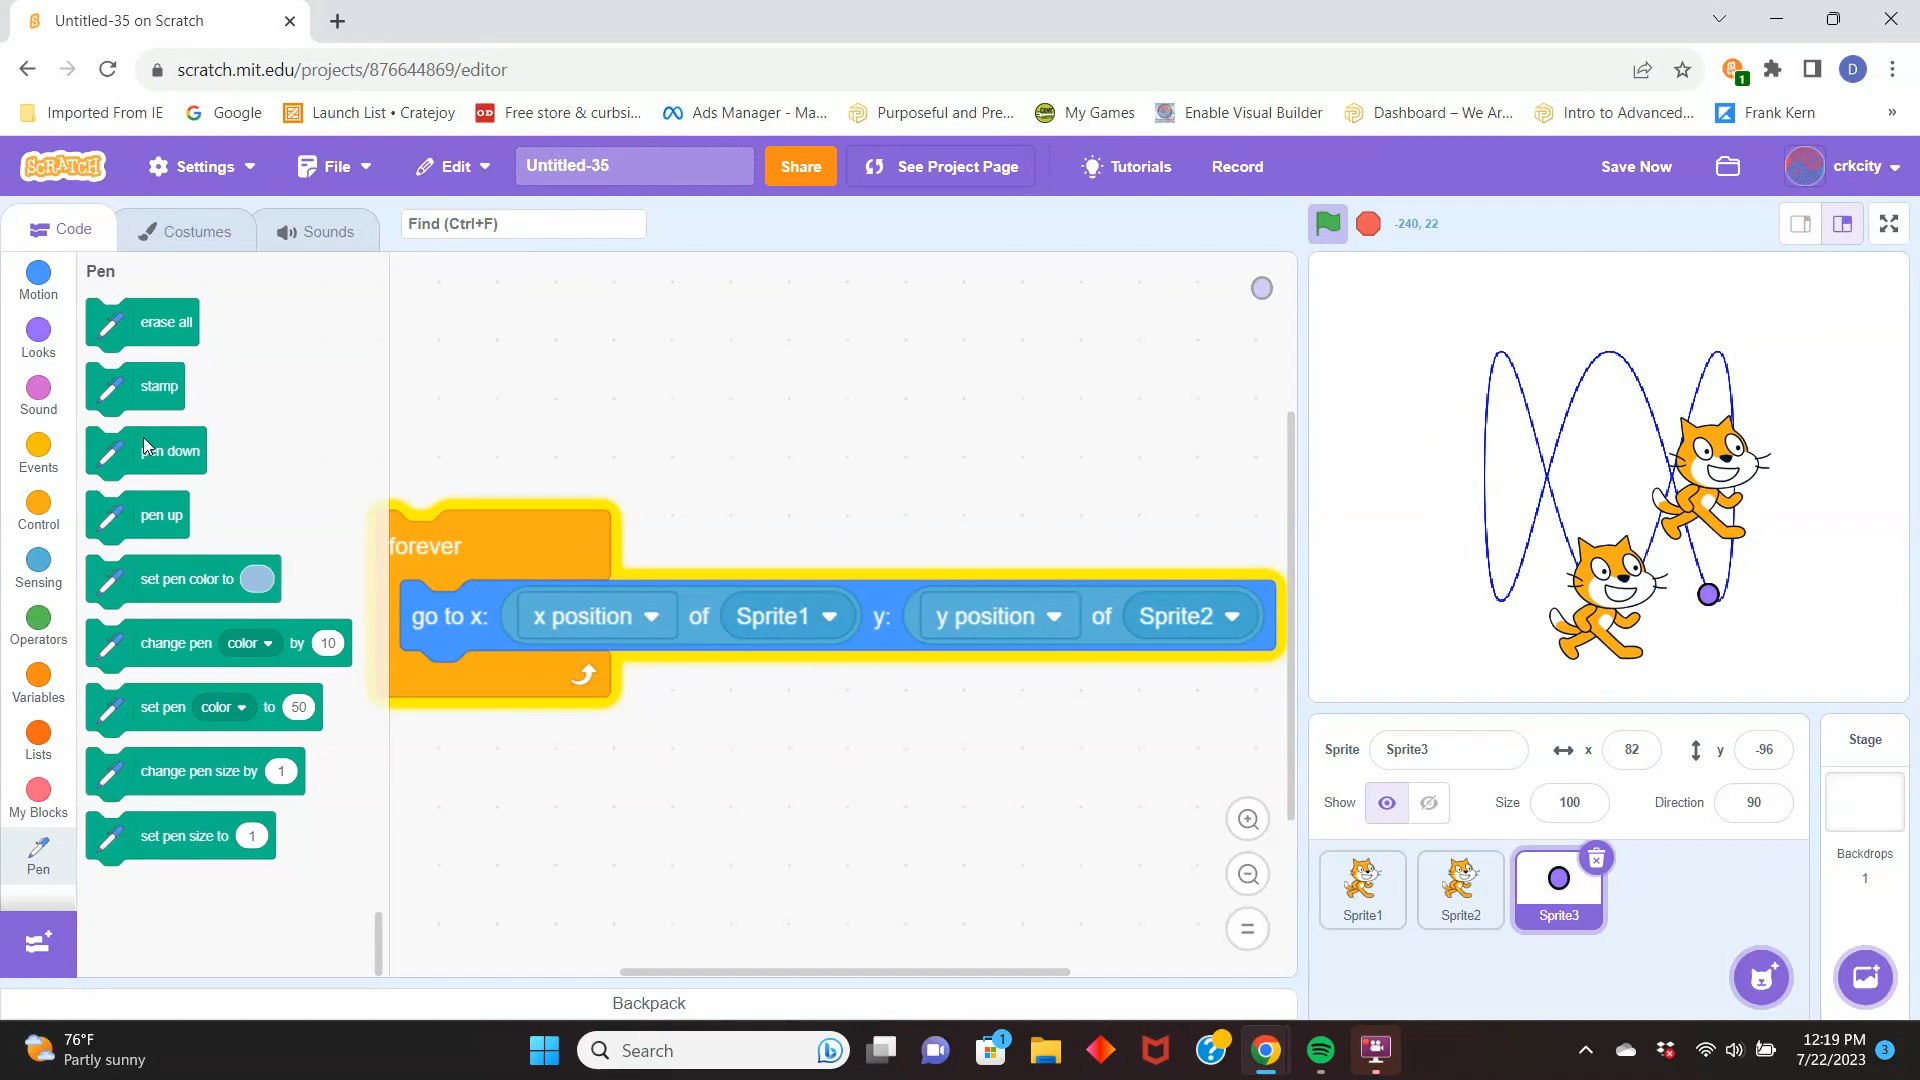 Untitled-35 on Scratch
scratch.mit.edu/projects/876644869/editor
1
D
Imported From IE
Google
Launch List • Cratejoy
OD
Free store & curbsi...
Ads Manager - Ma...
Purposeful and Pre...
My Games
Enable Visual Builder
Dashboard – We Ar...
Intro to Advanced...
Frank Kern
»
SCRATCH
Settings
File
Edit
Untitled-35
Share
See Project Page
Tutorials
Record
Save Now
crkcity
Code
Costumes
Sounds
Find (Ctrl+F)
-240, 22
Motion
Looks
Sound
Events
Control
Sensing
Operators
Variables
Lists
My Blocks
Pen
Pen
erase all
stamp
pen down
pen up
set pen color to
change pen color by 10
set pen color to 50
change pen size by 1
set pen size to 1
forever
go to x: x position of Sprite1 y: y position of Sprite2
Sprite Sprite3 x 82 y -96
Show Size 100 Direction 90
Sprite1
Sprite2
Sprite3
Stage
Backdrops
1
Backpack
76°F
Partly sunny
Search
1
12:19 PM
7/22/2023
3